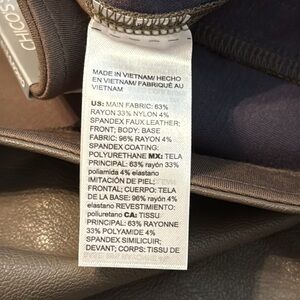 CHICO'S
MADE IN VIETNAM/ HECHO
EN VIETNAM/ FABRIQUÉ AU
VIETNAM
US: MAIN FABRIC: 63%
RAYON 33% NYLON 4%
SPANDEX FAUX LEATHER;
FRONT; BODY: BASE
FABRIC: 96% RAYON 4%
SPANDEX COATING:
POLYURETHANE MX: TELA
PRINCIPAL: 63% rayón 33%
poliamida 4% elastano
IMITACIÓN DE PIEL:
FRONTAL; CUERPO: TELA
DE LA BASE: 96% rayón 4%
elastano REVESTIMIENTO:
poliuretano CA: TISSU
PRINCIPAL: 63% RAYONNE
33% POLYAMIDE 4%
SPANDEX SIMILICUIR;
DEVANT; CORPS: TISSU DE